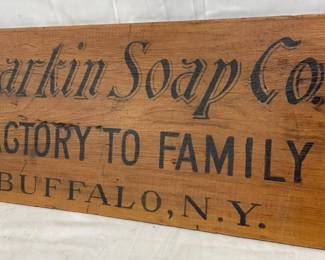 arkin Soap Co.
ACTORY TO FAMILY
BUFFALO, N.Y.